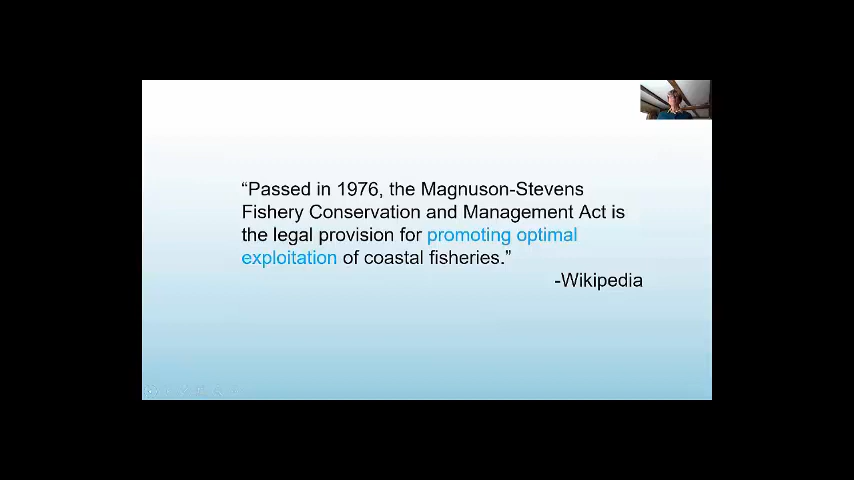 “Passed in 1976, the Magnuson-Stevens
Fishery Conservation and Management Act is
the legal provision for promoting optimal
exploitation of coastal fisheries.”
-Wikipedia